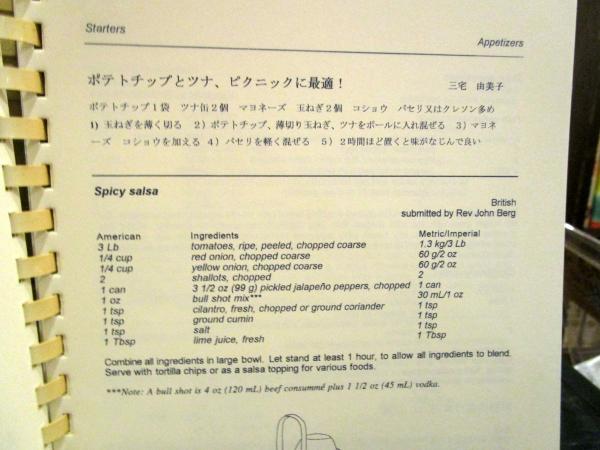 Starters
Appetizers
ポテトチップとツナ、ピクニックに最適！ 三宅 由美子
ポテトチップ１袋 ツナ缶２個 マヨネーズ 玉ねぎ２個 コショウ パセリ又はクレソン多め
1) 玉ねぎを薄く切る ２）ポテトチップ、薄切り玉ねぎ、ツナをボールに入れ混ぜる ３）マヨネ
ーズ コショウを加える ４）パセリを軽く混ぜる ５）２時間ほど置くと味がなじんで良い
Spicy salsa
British
submitted by Rev John Berg
American Ingredients Metric/Imperial
3 Lb tomatoes, ripe, peeled, chopped coarse 1.3 kg/3 Lb
1/4 cup red onion, chopped coarse 60 g/2 oz
1/4 cup yellow onion, chopped coarse 60 g/2 oz
2 shallots, chopped 2
1 can 3 1/2 oz (99 g) pickled jalapeño peppers, chopped 1 can
1 oz bull shot mix*** 30 mL/1 oz
1 tsp cilantro, fresh, chopped or ground coriander 1 tsp
1 tsp ground cumin 1 tsp
1 tsp salt 1 tsp
1 Tbsp lime juice, fresh 1 Tbsp
Combine all ingredients in large bowl. Let stand at least 1 hour, to allow all ingredients to blend.
Serve with tortilla chips or as a salsa topping for various foods.
***Note: A bull shot is 4 oz (120 mL) beef consummé plus 1 1/2 oz (45 mL) vodka.